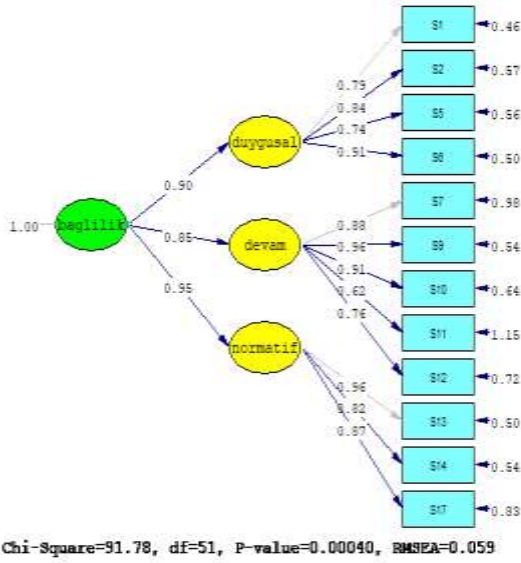 S1
0.46
S2
0.57
0.79
0.84
S5
0.56
0.74
duygusal
0.91
S6
0.50
0.90
S7
0.98
1.00
baglilik
0.88
0.85
devam
0.96
S9
0.54
0.91
S10
0.64
0.62
0.95
0.76
S11
1.15
normatif
S12
0.72
0.96
S13
0.50
0.82
0.87
S14
0.54
S17
0.83
Chi-Square=91.78, df=51, P-value=0.00040, RMSEA=0.059